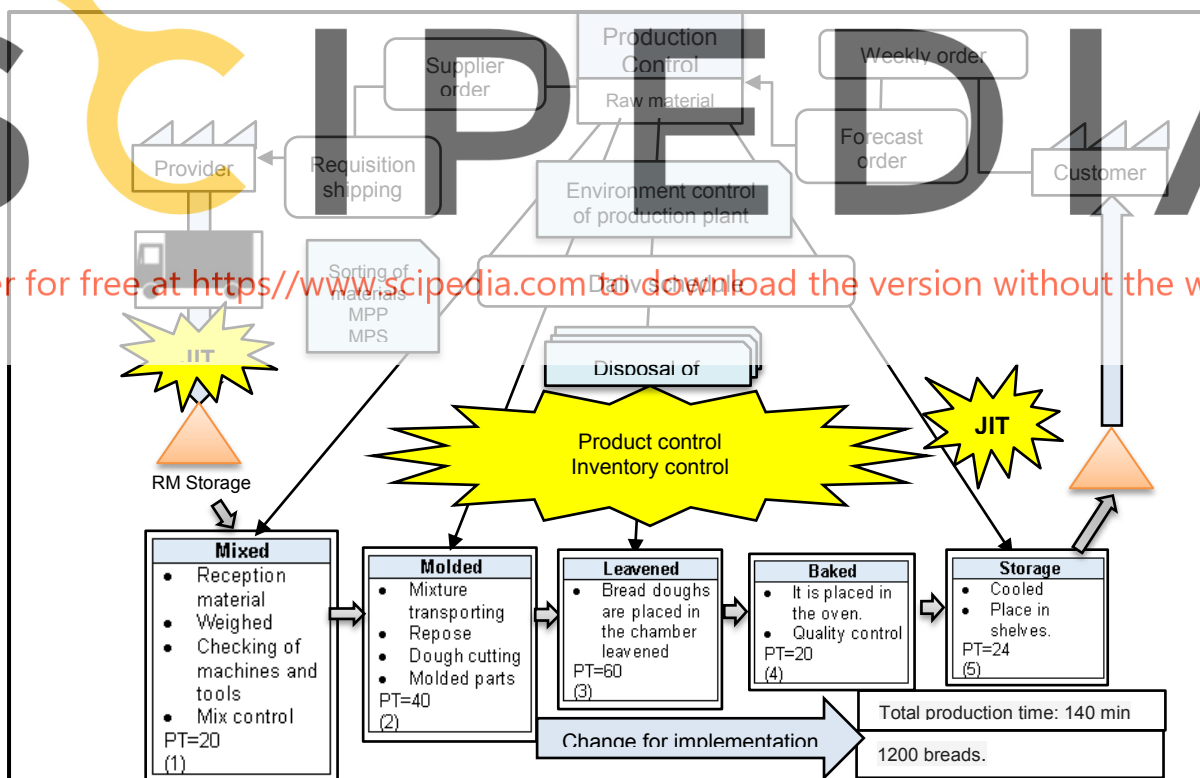 SCIPEDIA
Production
Control
Raw material
Supplier
order
Weekly order
Provider
Requisition
shipping
Forecast
order
Customer
Environment control
of production plant
Sorting of
materials
MPP
MPS
Daily schedule
r for free at https//www.scipedia.com to download the version without the w
JIT
Disposal of
Product control
Inventory control
JIT
RM Storage
Mixed
• Reception
material
• Weighed
• Checking of
machines and
tools
• Mix control
PT=20
(1)
Molded
• Mixture
transporting
• Repose
• Dough cutting
• Molded parts
PT=40
(2)
Leavened
• Bread doughs
are placed in
the chamber
leavened
PT=60
(3)
Baked
• It is placed in
the oven.
• Quality control
PT=20
(4)
Storage
• Cooled
• Place in
shelves.
PT=24
(5)
Change for implementation
Total production time: 140 min
1200 breads.